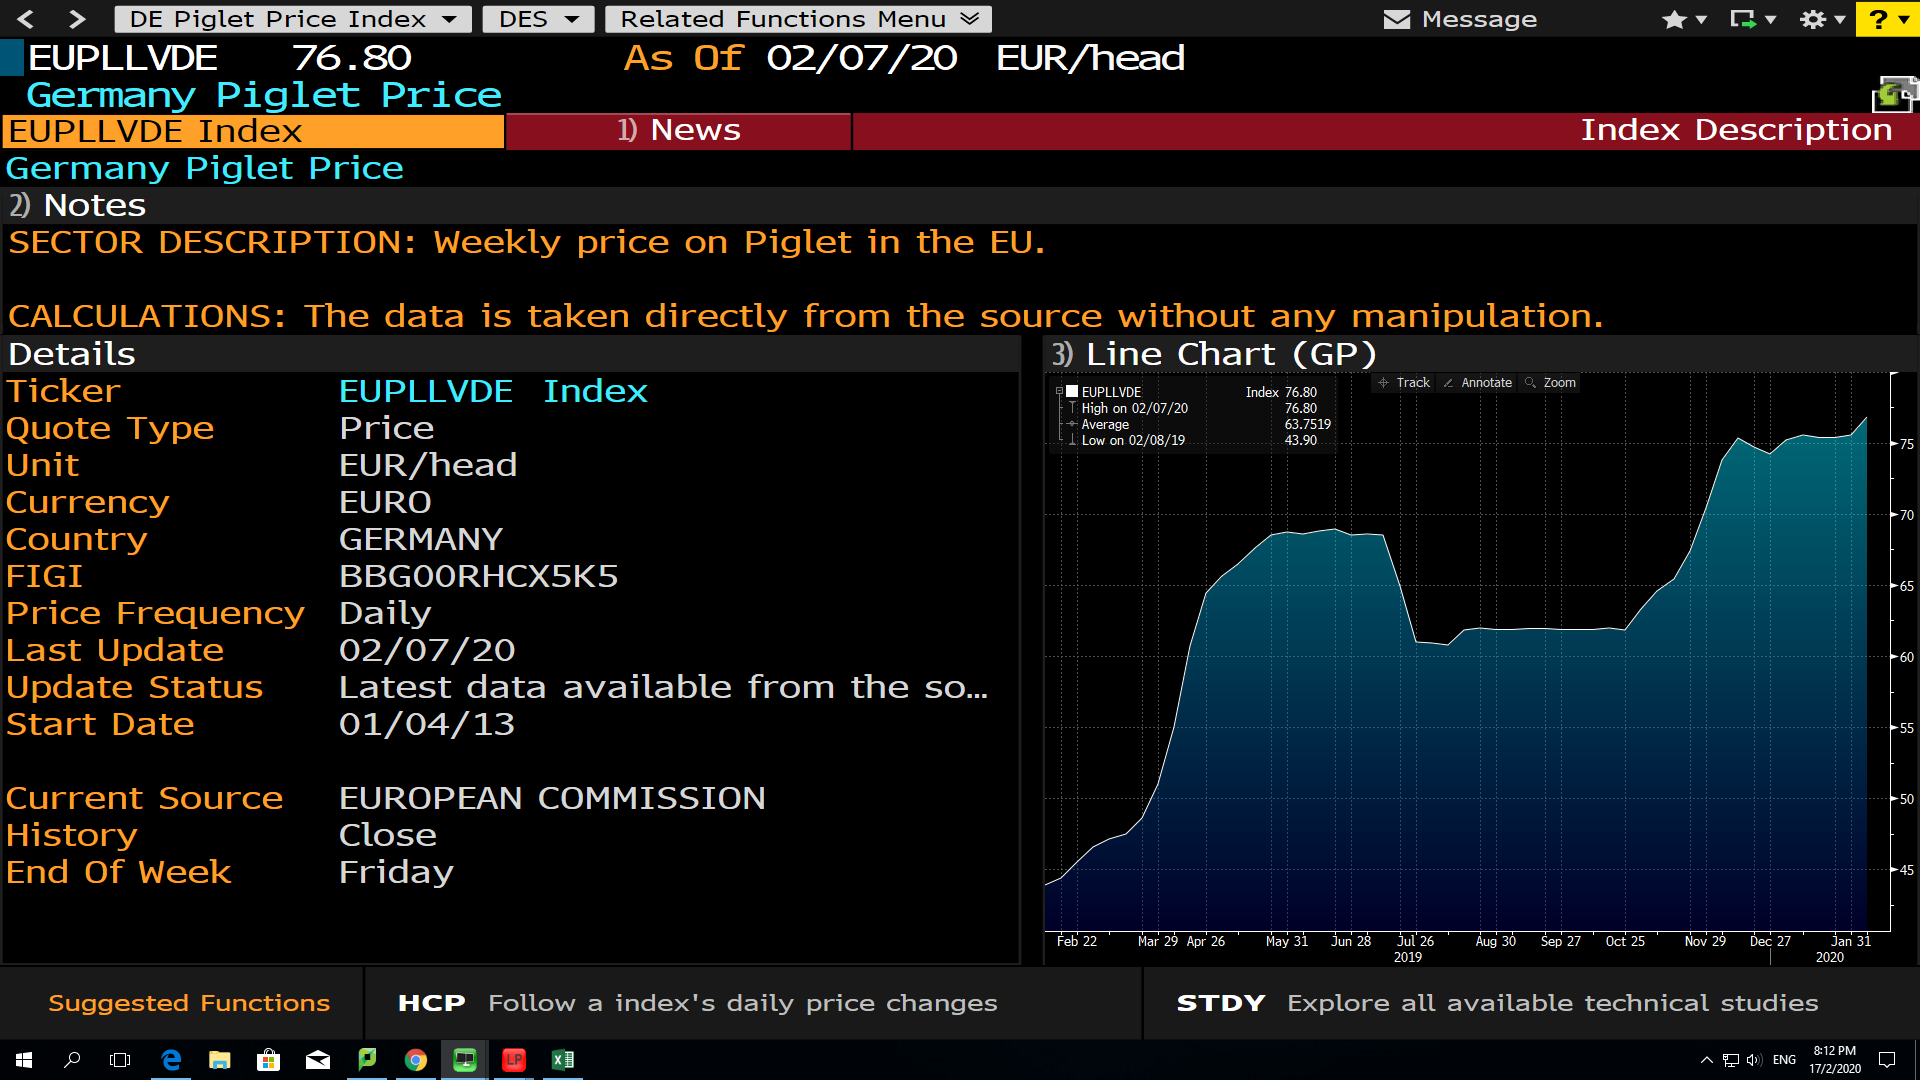 DE Piglet Price Index DES Related Functions Menu Message ?
EUPLLVDE 76.80 As Of 02/07/20 EUR/head
Germany Piglet Price
EUPLLVDE Index 1) News Index Description
Germany Piglet Price
2) Notes
SECTOR DESCRIPTION: Weekly price on Piglet in the EU.
CALCULATIONS: The data is taken directly from the source without any manipulation.
Details
Ticker EUPLLVDE Index
Quote Type Price
Unit EUR/head
Currency EURO
Country GERMANY
FIGI BBG00RHCX5K5
Price Frequency Daily
Last Update 02/07/20
Update Status Latest data available from the so...
Start Date 01/04/13
Current Source EUROPEAN COMMISSION
History Close
End Of Week Friday
3) Line Chart (GP)
Track Annotate Zoom
EUPLLVDE Index 76.80
High on 02/07/20 76.80
Average 63.7519
Low on 02/08/19 43.90
75
70
65
60
55
50
45
Feb 22 Mar 29 Apr 26 May 31 Jun 28 Jul 26 Aug 30 Sep 27 Oct 25 Nov 29 Dec 27 Jan 31
2019 2020
Suggested Functions HCP Follow a index's daily price changes STDY Explore all available technical studies
LP ENG 8:12 PM
17/2/2020